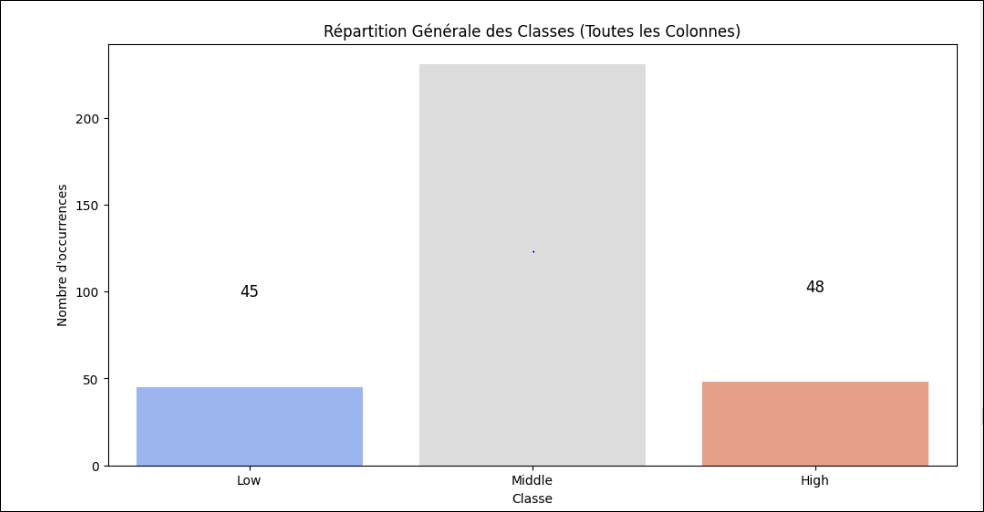 Répartition Générale des Classes (Toutes les Colonnes)
Nombre d'occurrences
200
150
100
50
0
45
.
48
Low
Middle
High
Classe